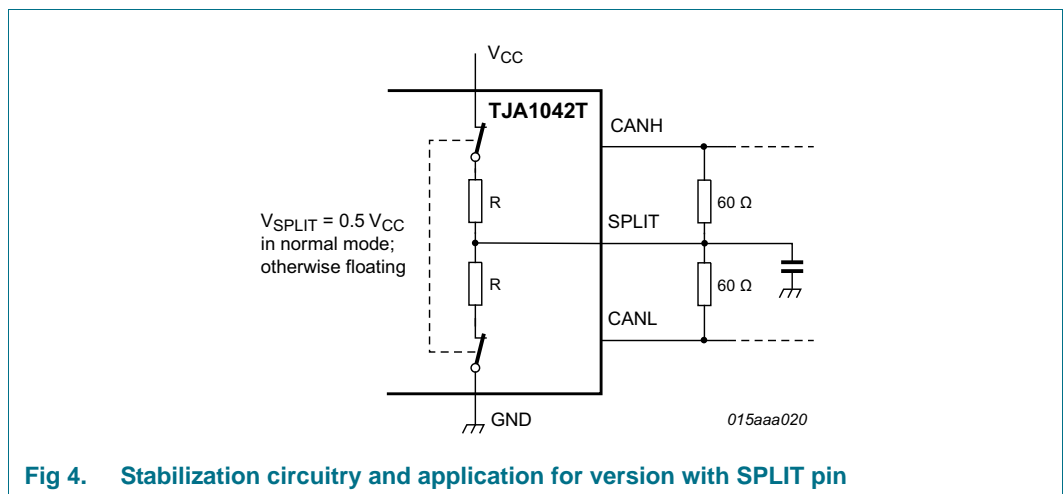 VCC
TJA1042T
CANH
R
60 Ω
VSPLIT = 0.5 VCC
in normal mode;
otherwise floating
SPLIT
R
60 Ω
CANL
GND
015aaa020
Fig 4. Stabilization circuitry and application for version with SPLIT pin